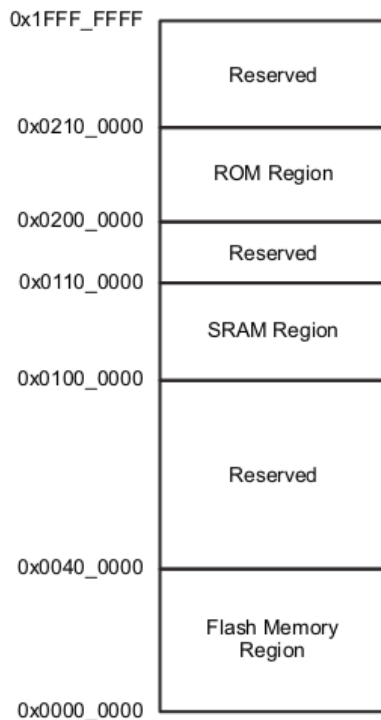 0x1FFF_FFFF
Reserved
0x0210_0000
ROM Region
0x0200_0000
Reserved
0x0110_0000
SRAM Region
0x0100_0000
Reserved
0x0040_0000
Flash Memory
Region
0x0000_0000